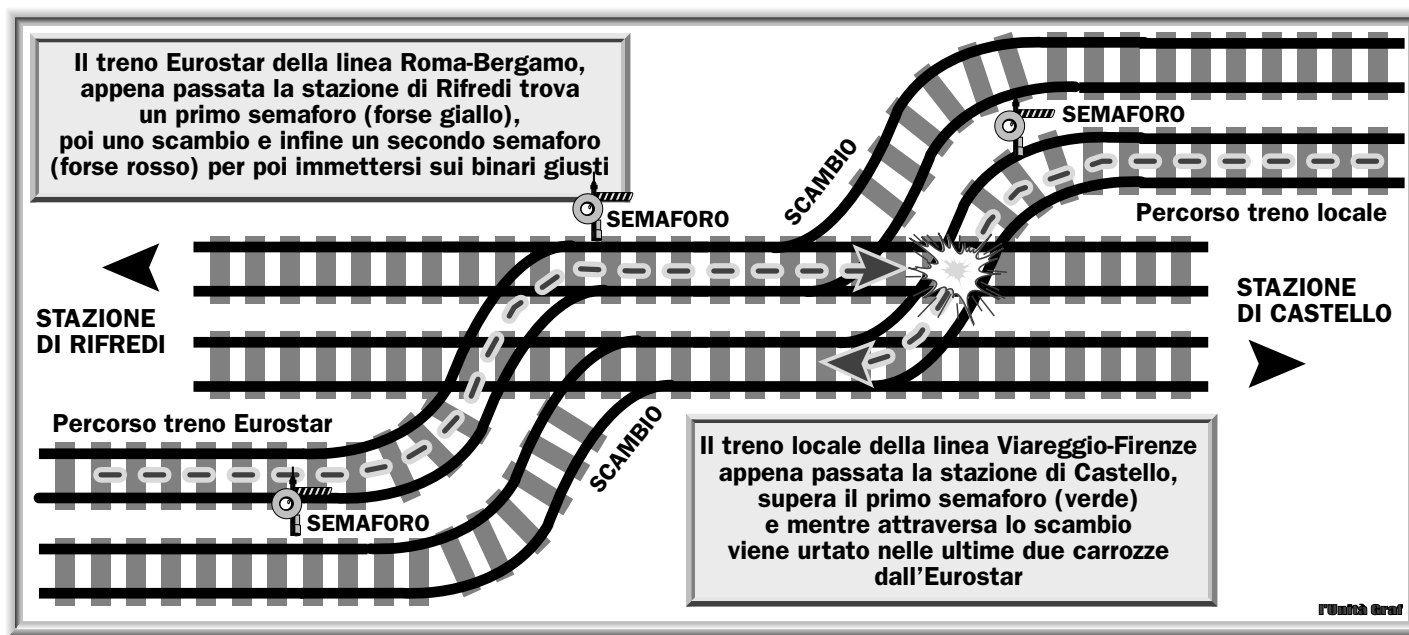 Il treno Eurostar della linea Roma-Bergamo,
appena passata la stazione di Rifredi trova
un primo semaforo (forse giallo),
poi uno scambio e infine un secondo semaforo
(forse rosso) per poi immettersi sui binari giusti
SEMAFORO
SCAMBIO
Percorso treno locale
SEMAFORO
STAZIONE
DI RIFREDI
STAZIONE
DI CASTELLO
Percorso treno Eurostar
SEMAFORO
SCAMBIO
Il treno locale della linea Viareggio-Firenze
appena passata la stazione di Castello,
supera il primo semaforo (verde)
e mentre attraversa lo scambio
viene urtato nelle ultime due carrozze
dall'Eurostar
l'Unità Graf